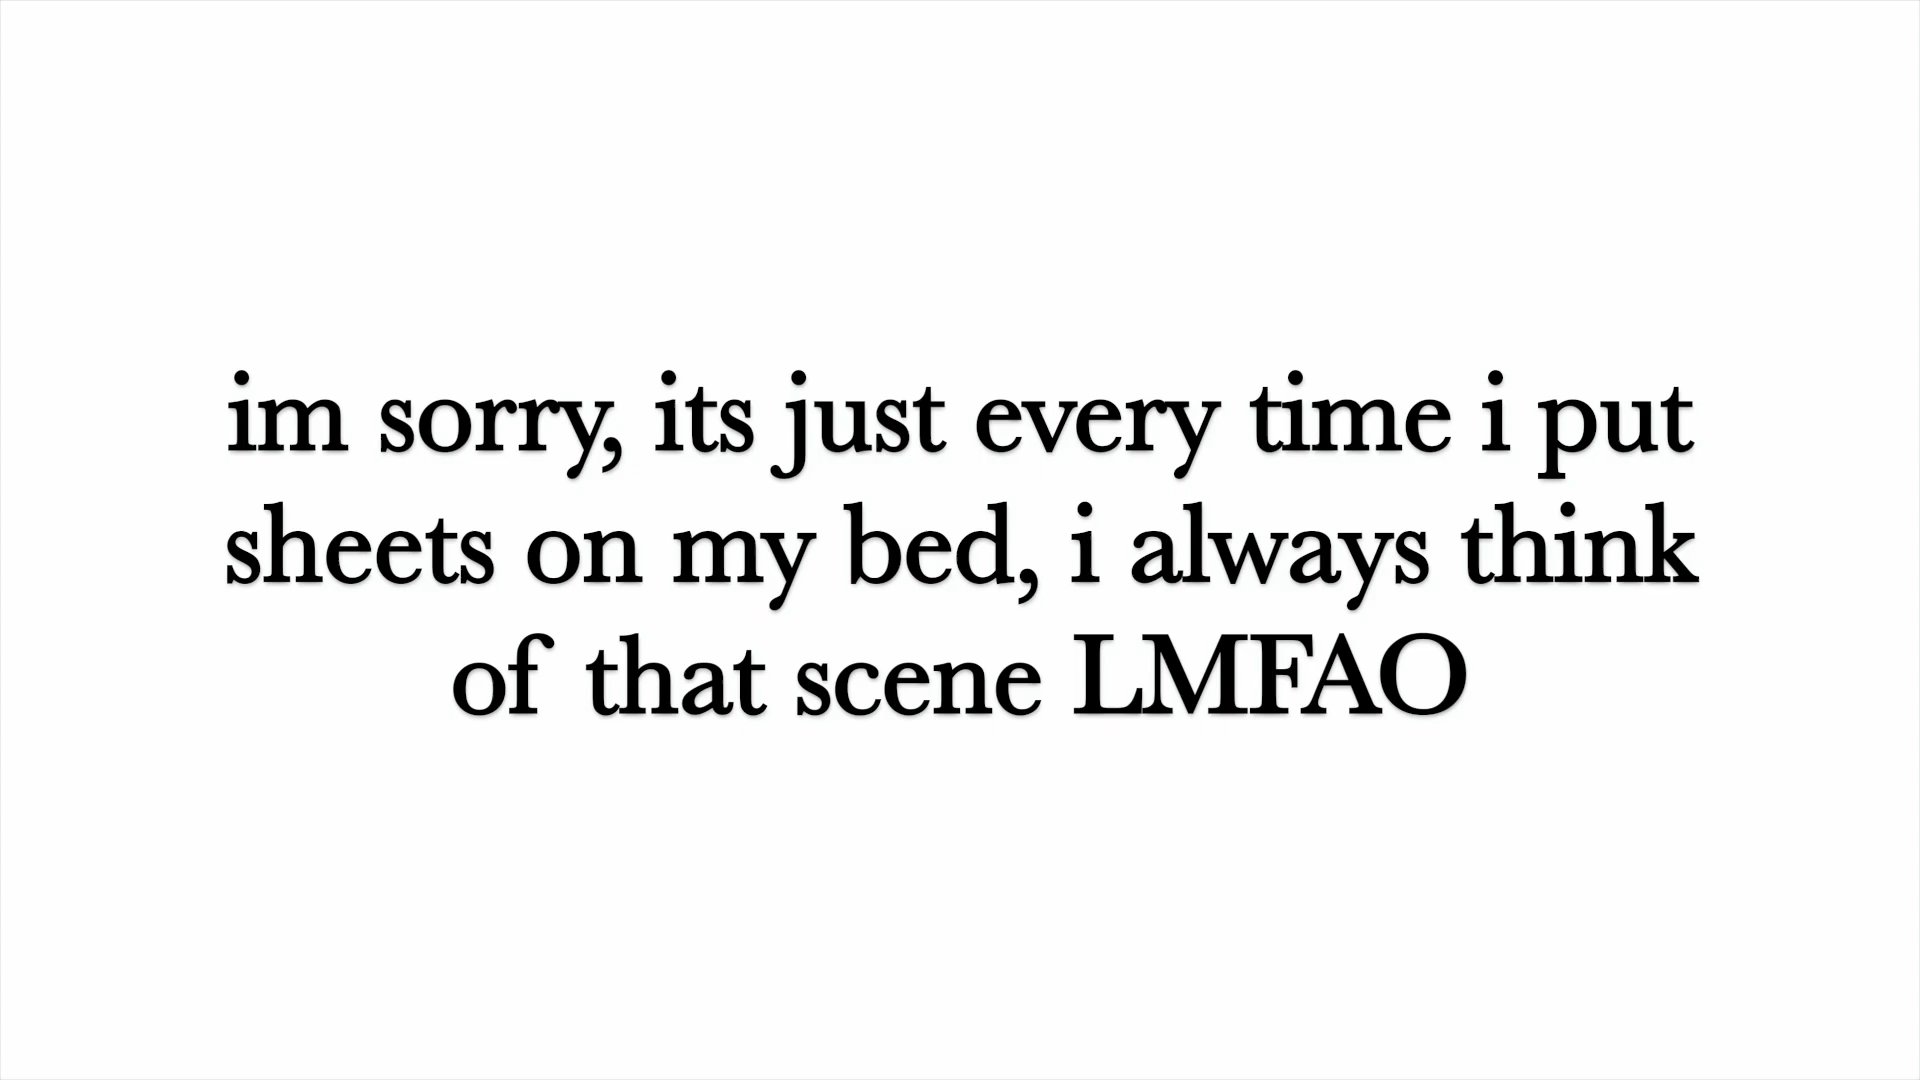 im sorry, its just every time i put
sheets on my bed, i always think
of that scene LMFAO